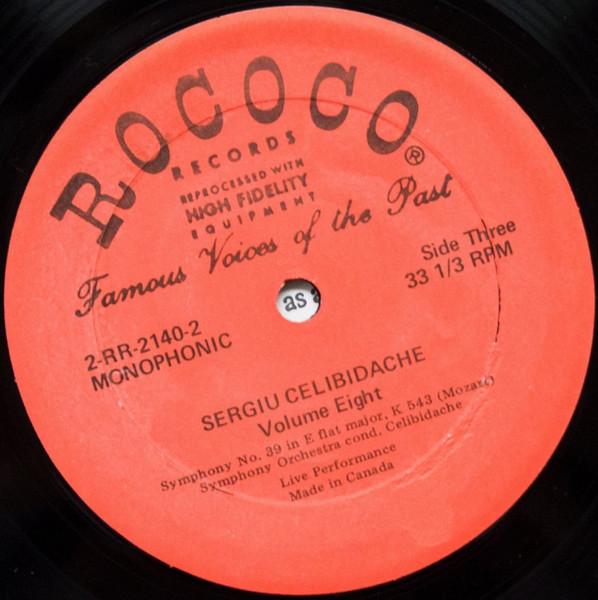 ROCOCO®
RECORDS
REPROCESSED WITH
HIGH FIDELITY
EQUIPMENT
Famous Voices of the Past
Side Three
33 1/3 RPM
as a
2-RR-2140-2
MONOPHONIC
SERGIU CELIBIDACHE
Volume Eight
Symphony No. 39 in E flat major, K 543 (Mozart)
Symphony Orchestra cond. Celibidache
Live Performance
Made in Canada